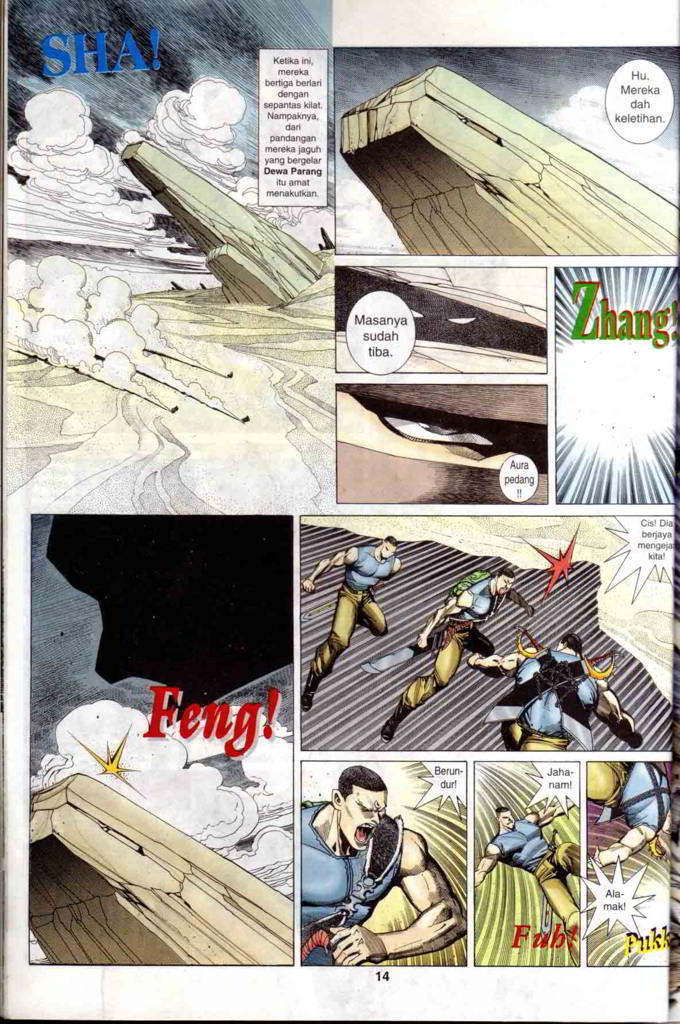 SHA!
Ketika ini,
mereka
bertiga berlari
dengan
sepantas kilat.
Nampaknya,
dari
pandangan
mereka jaguh
yang bergelar
Dewa Parang
itu amat
menakutkan.
Hu.
Mereka
dah
keletihan.
Masanya
sudah
tiba.
Zhang!
Aura
pedang
!!
Feng!
Cis! Dia
berjaya
mengeja
kita!
Berun-
dur!
Jaha-
nam!
Fuh!
Ala-
mak!
Pukk
14